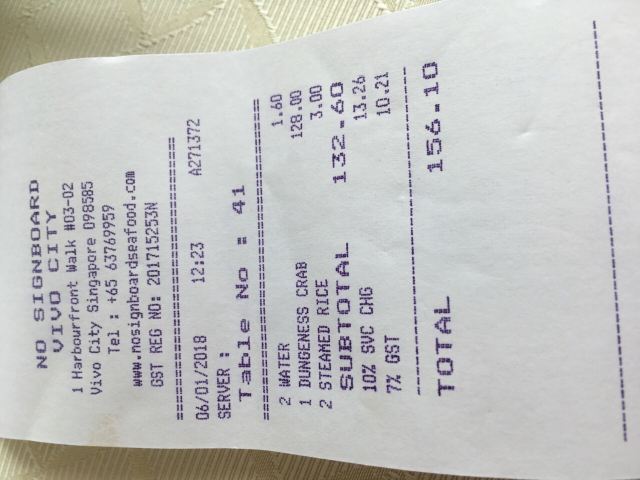 NO SIGNBOARD
VIVO CITY
1 Harbourfront Walk #03-02
Vivo City Singapore 098585
Tel : +65 63769959
www.nosignboardseafood.com
GST REG NO: 201715253N
06/01/2018 12:23 A271372
SERVER :
Table No : 41
2 WATER 1.60
1 DUNGENESS CRAB 128.00
2 STEAMED RICE 3.00
SUBTOTAL 132.60
10% SVC CHG 13.26
7% GST 10.21
TOTAL 156.10